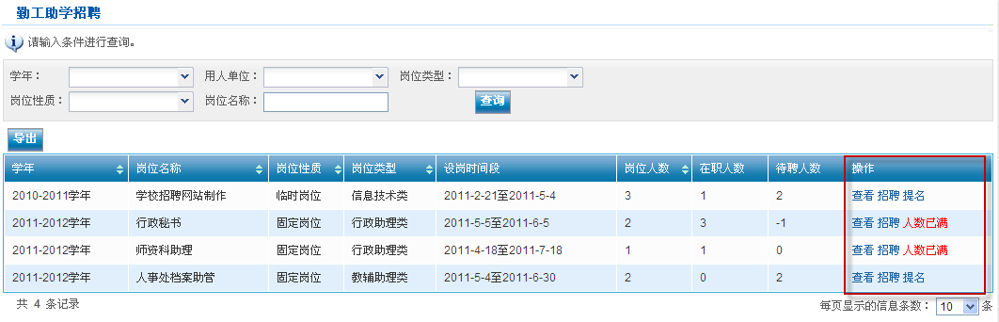 勤工助学招聘
请输入条件进行查询。
学年： 用人单位： 岗位类型：
岗位性质： 岗位名称： 查询
导出
学年 岗位名称 岗位性质 岗位类型 设岗时间段 岗位人数 在职人数 待聘人数 操作
2010-2011学年 学校招聘网站制作 临时岗位 信息技术类 2011-2-21至2011-5-4 3 1 2 查看 招聘 提名
2011-2012学年 行政秘书 固定岗位 行政助理类 2011-5-5至2011-6-5 2 3 -1 查看 招聘 人数已满
2011-2012学年 师资科助理 固定岗位 行政助理类 2011-4-18至2011-7-18 1 1 0 查看 招聘 人数已满
2011-2012学年 人事处档案助管 固定岗位 教辅助理类 2011-5-4至2011-6-30 2 0 2 查看 招聘 提名
共 4 条记录 每页显示的信息条数： 10 条